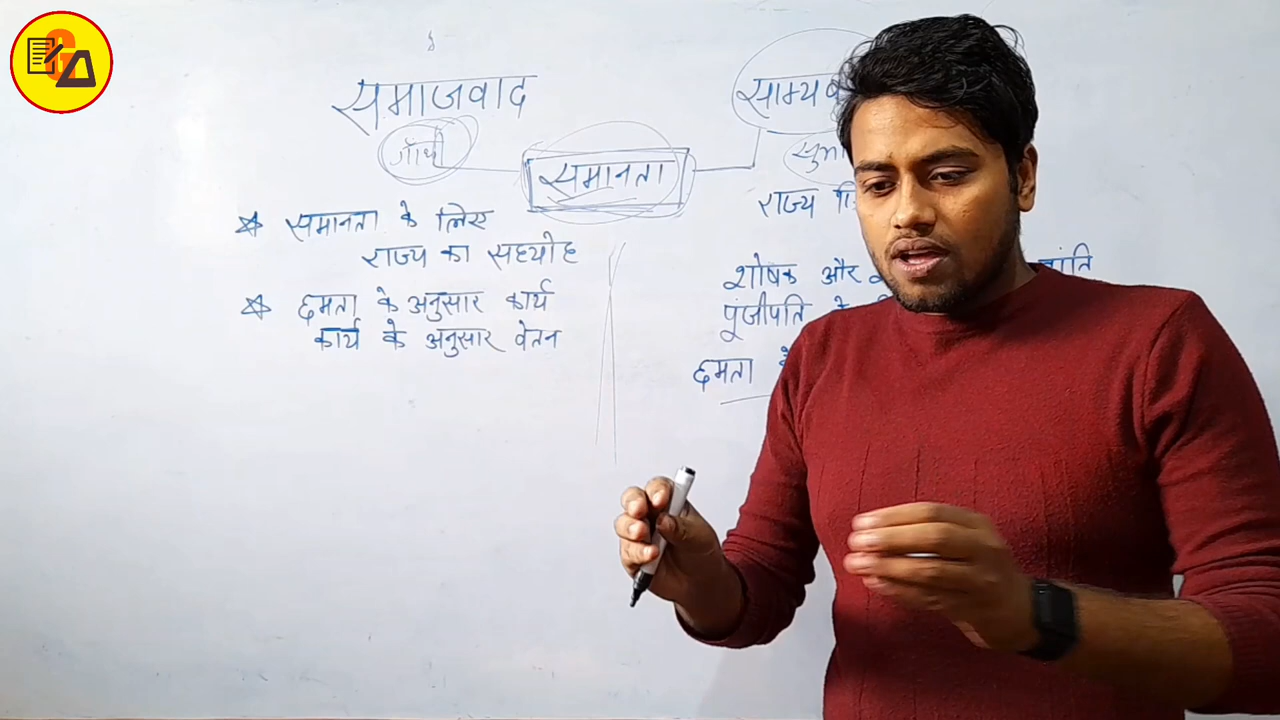 समाजवाद
गाँधी
समानता
समानता के लिए
राज्य का सहयोह
क्षमता के अनुसार कार्य
कार्य के अनुसार वेतन
राज्य
शोषक और
पूंजीपति के
क्षमता